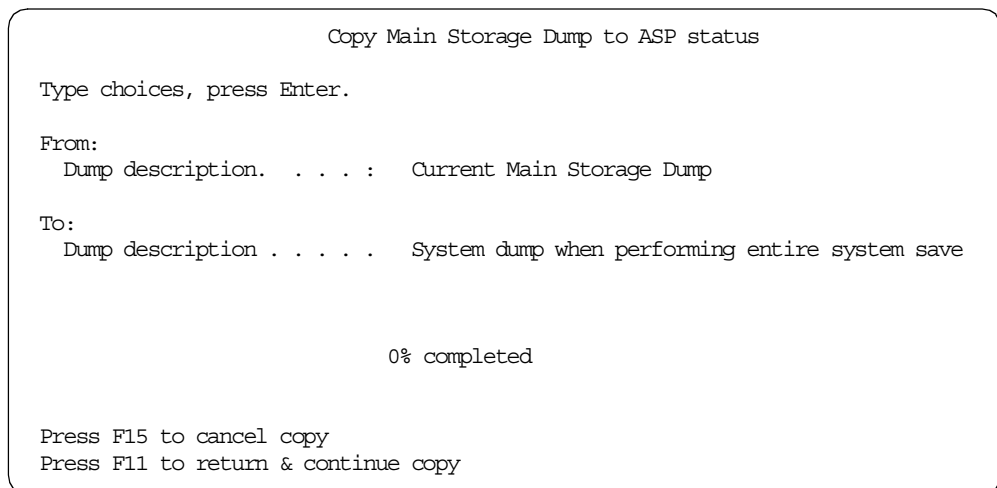 Copy Main Storage Dump to ASP status
Type choices, press Enter.
From:
Dump description. . . . : Current Main Storage Dump
To:
Dump description . . . . . System dump when performing entire system save
0% completed
Press F15 to cancel copy
Press F11 to return & continue copy